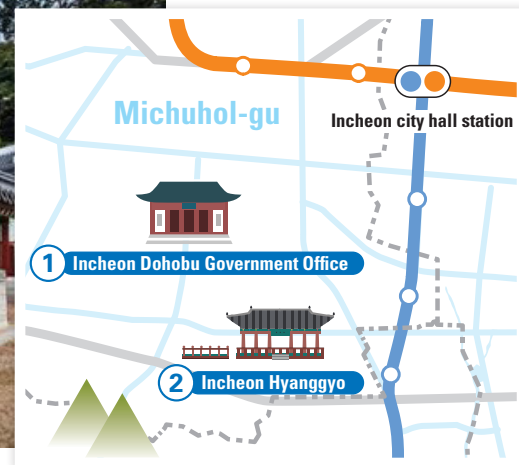 Michuhol-gu
Incheon city hall station
1 Incheon Dohobu Government Office
2 Incheon Hyanggyo